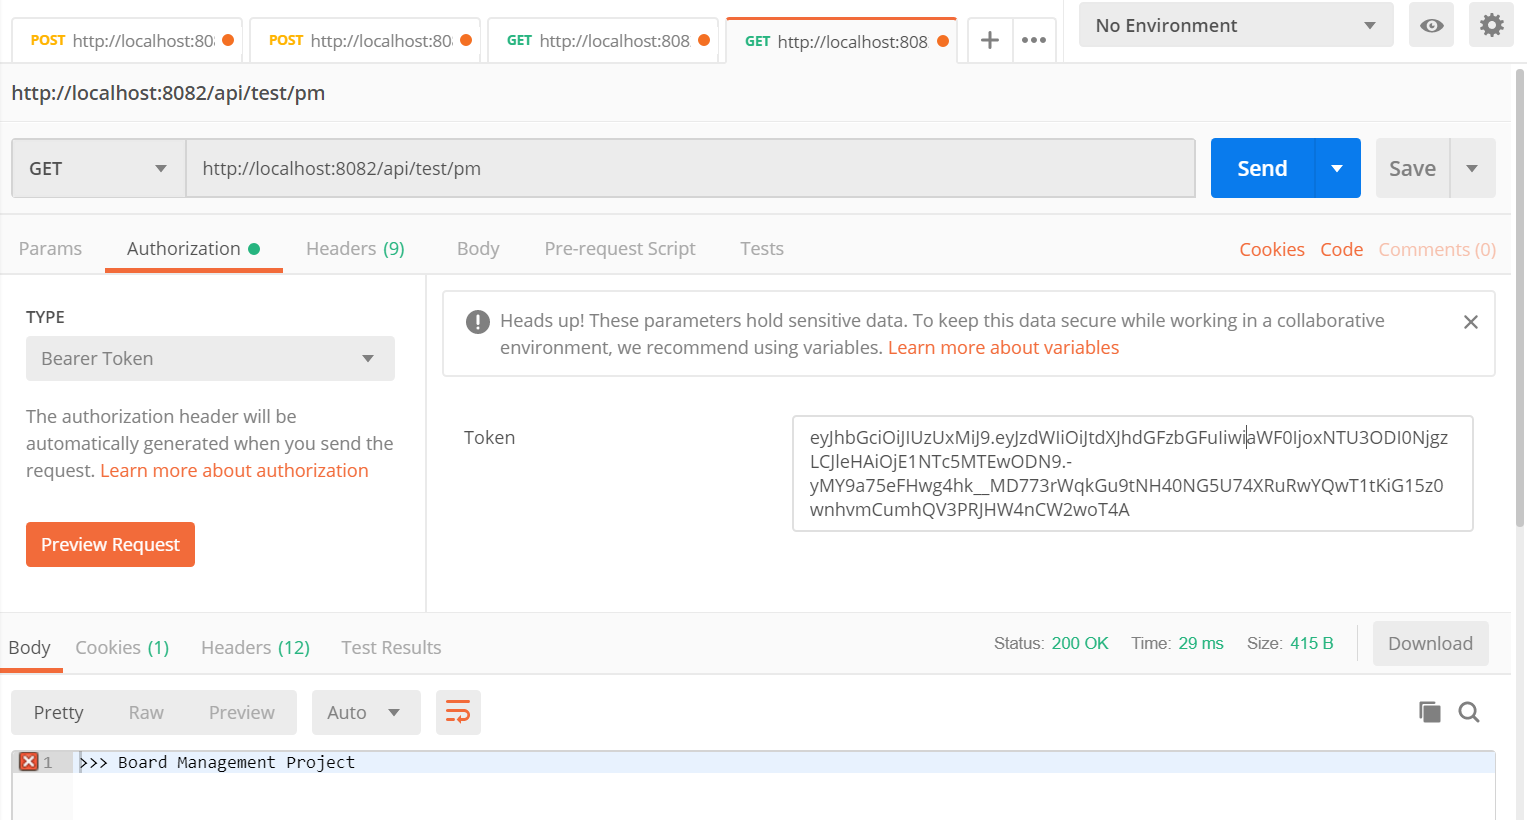 POST http://localhost:80
POST http://localhost:80
GET http://localhost:808
GET http://localhost:808
No Environment
http://localhost:8082/api/test/pm
GET
http://localhost:8082/api/test/pm
Send
Save
Params
Authorization
Headers (9)
Body
Pre-request Script
Tests
Cookies
Code
Comments (0)
TYPE
Bearer Token
The authorization header will be
automatically generated when you send the
request. Learn more about authorization
Preview Request
Heads up! These parameters hold sensitive data. To keep this data secure while working in a collaborative
environment, we recommend using variables. Learn more about variables
Token
eyJhbGciOiJIUzUxMiJ9.eyJzdWIiOiJtdXJhdGFzbGFuIiwiaWF0IjoxNTU3ODI0Njgz
LCJleHAiOjE1NTc5MTEwODN9.-
yMY9a75eFHwg4hk__MD773rWqkGu9tNH40NG5U74XRuRwYQwT1tKiG15z0
wnhvmCumhQV3PRJHW4nCW2woT4A
Body
Cookies (1)
Headers (12)
Test Results
Status: 200 OK
Time: 29 ms
Size: 415 B
Download
Pretty
Raw
Preview
Auto
1
>>> Board Management Project